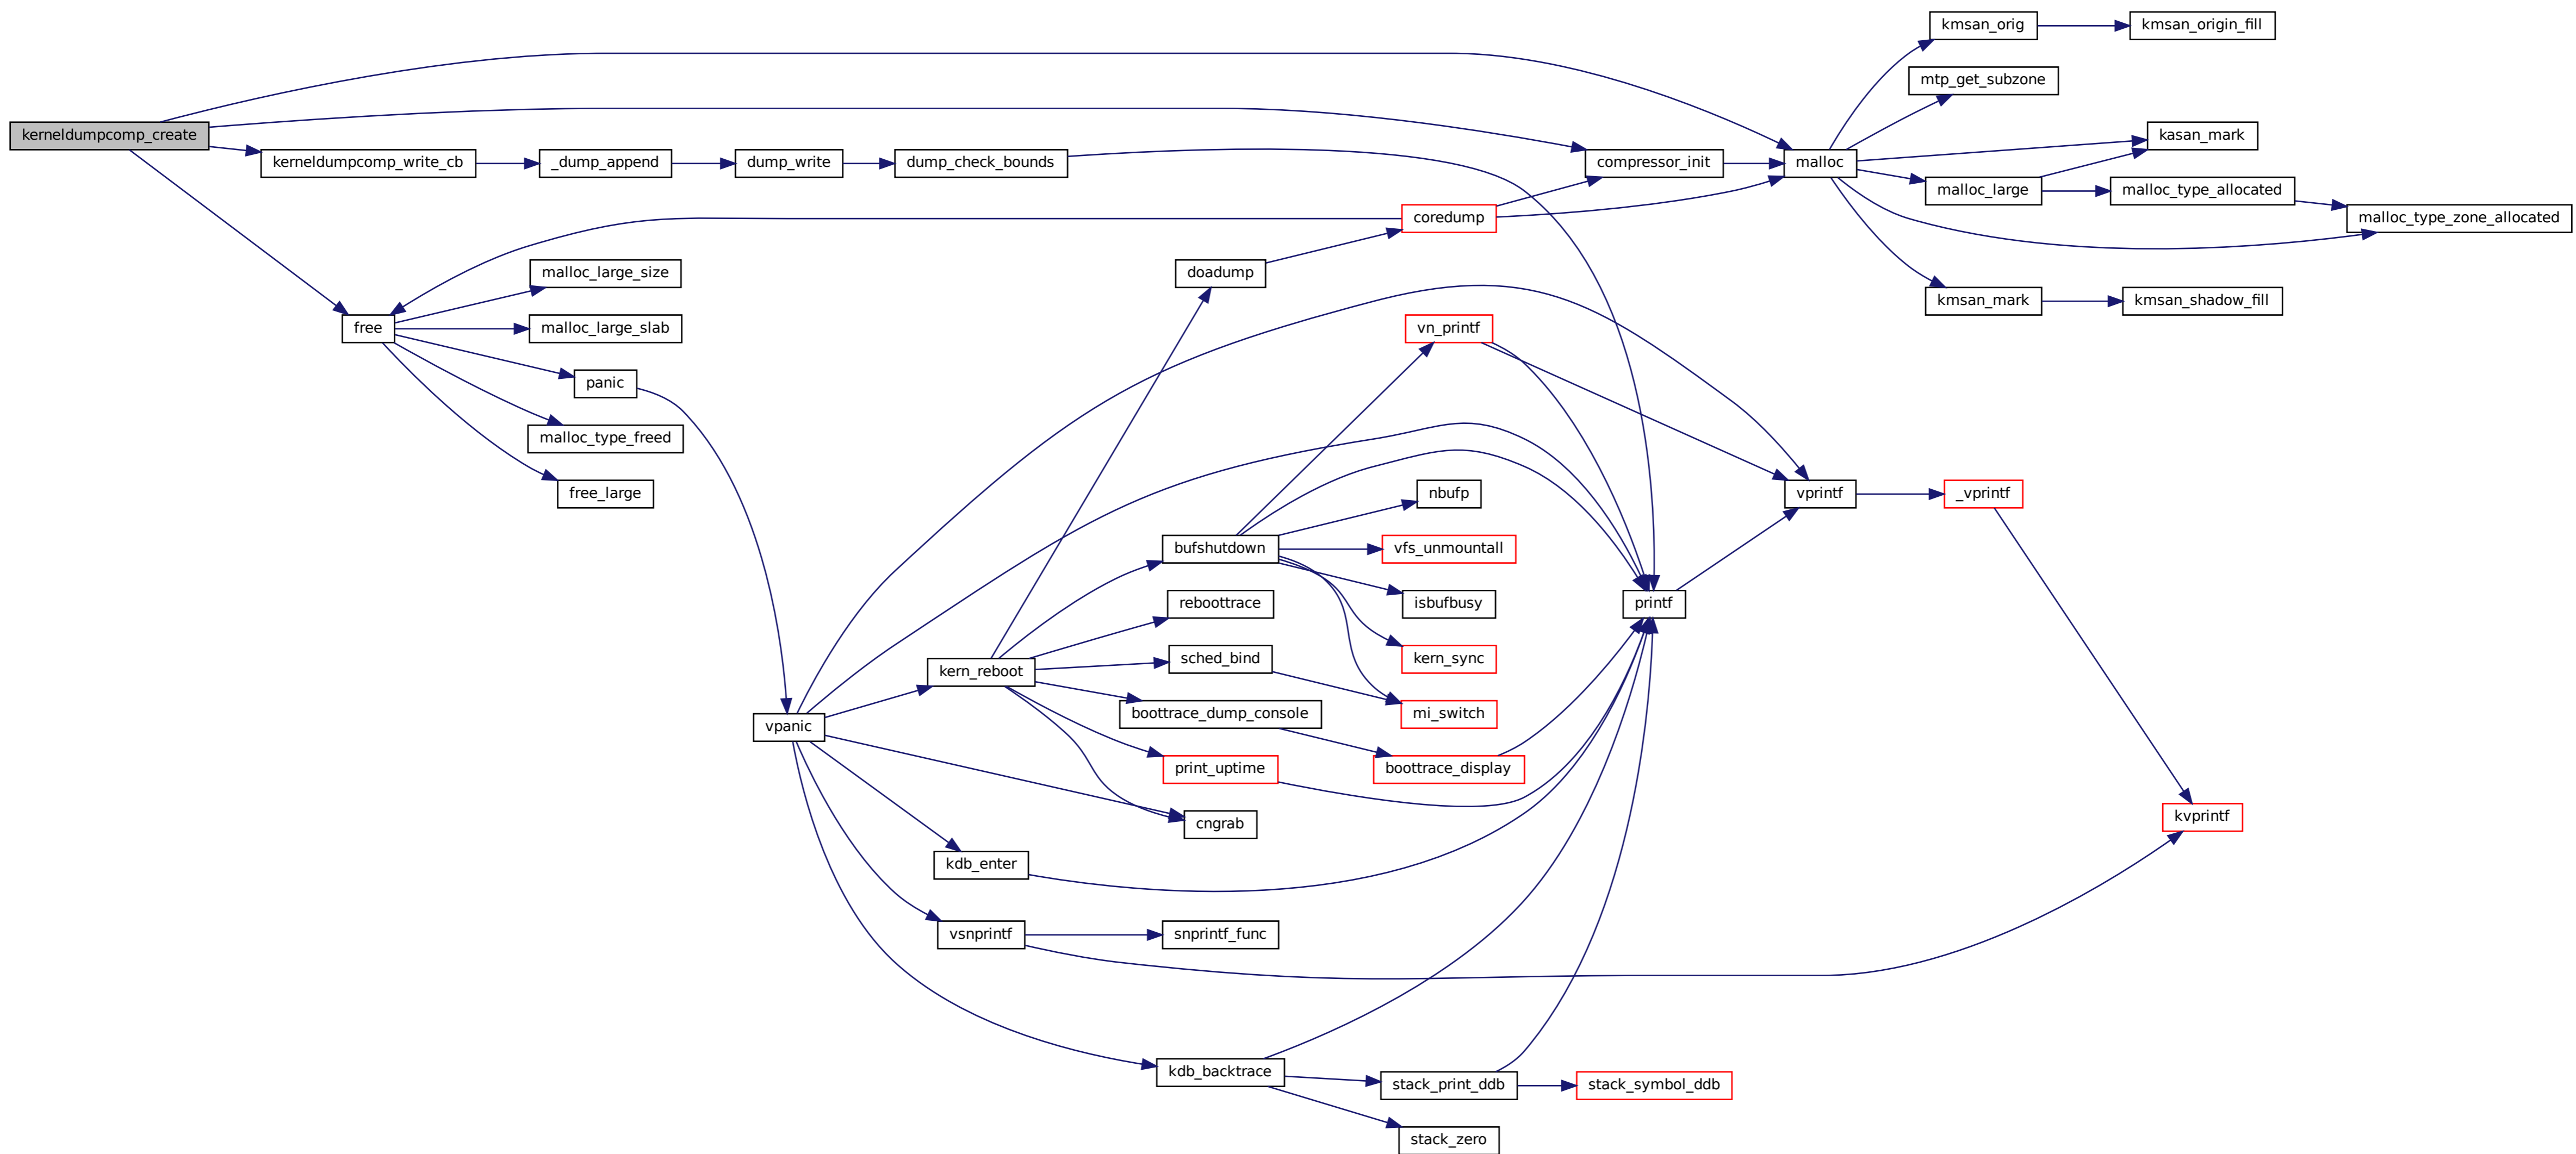 kerneldumpcomp_create
kerneldumpcomp_write_cb
_dump_append
dump_write
dump_check_bounds
compressor_init
malloc
kmsan_orig
kmsan_origin_fill
mtp_get_subzone
kasan_mark
malloc_large
malloc_type_allocated
malloc_type_zone_allocated
kmsan_mark
kmsan_shadow_fill
coredump
doadump
free
malloc_large_size
malloc_large_slab
panic
malloc_type_freed
free_large
vn_printf
nbufp
bufshutdown
vfs_unmountall
isbufbusy
kern_sync
mi_switch
vprintf
_vprintf
printf
reboottrace
kern_reboot
sched_bind
boottrace_dump_console
vpanic
print_uptime
boottrace_display
cngrab
kvprintf
kdb_enter
vsnprintf
snprintf_func
kdb_backtrace
stack_print_ddb
stack_symbol_ddb
stack_zero